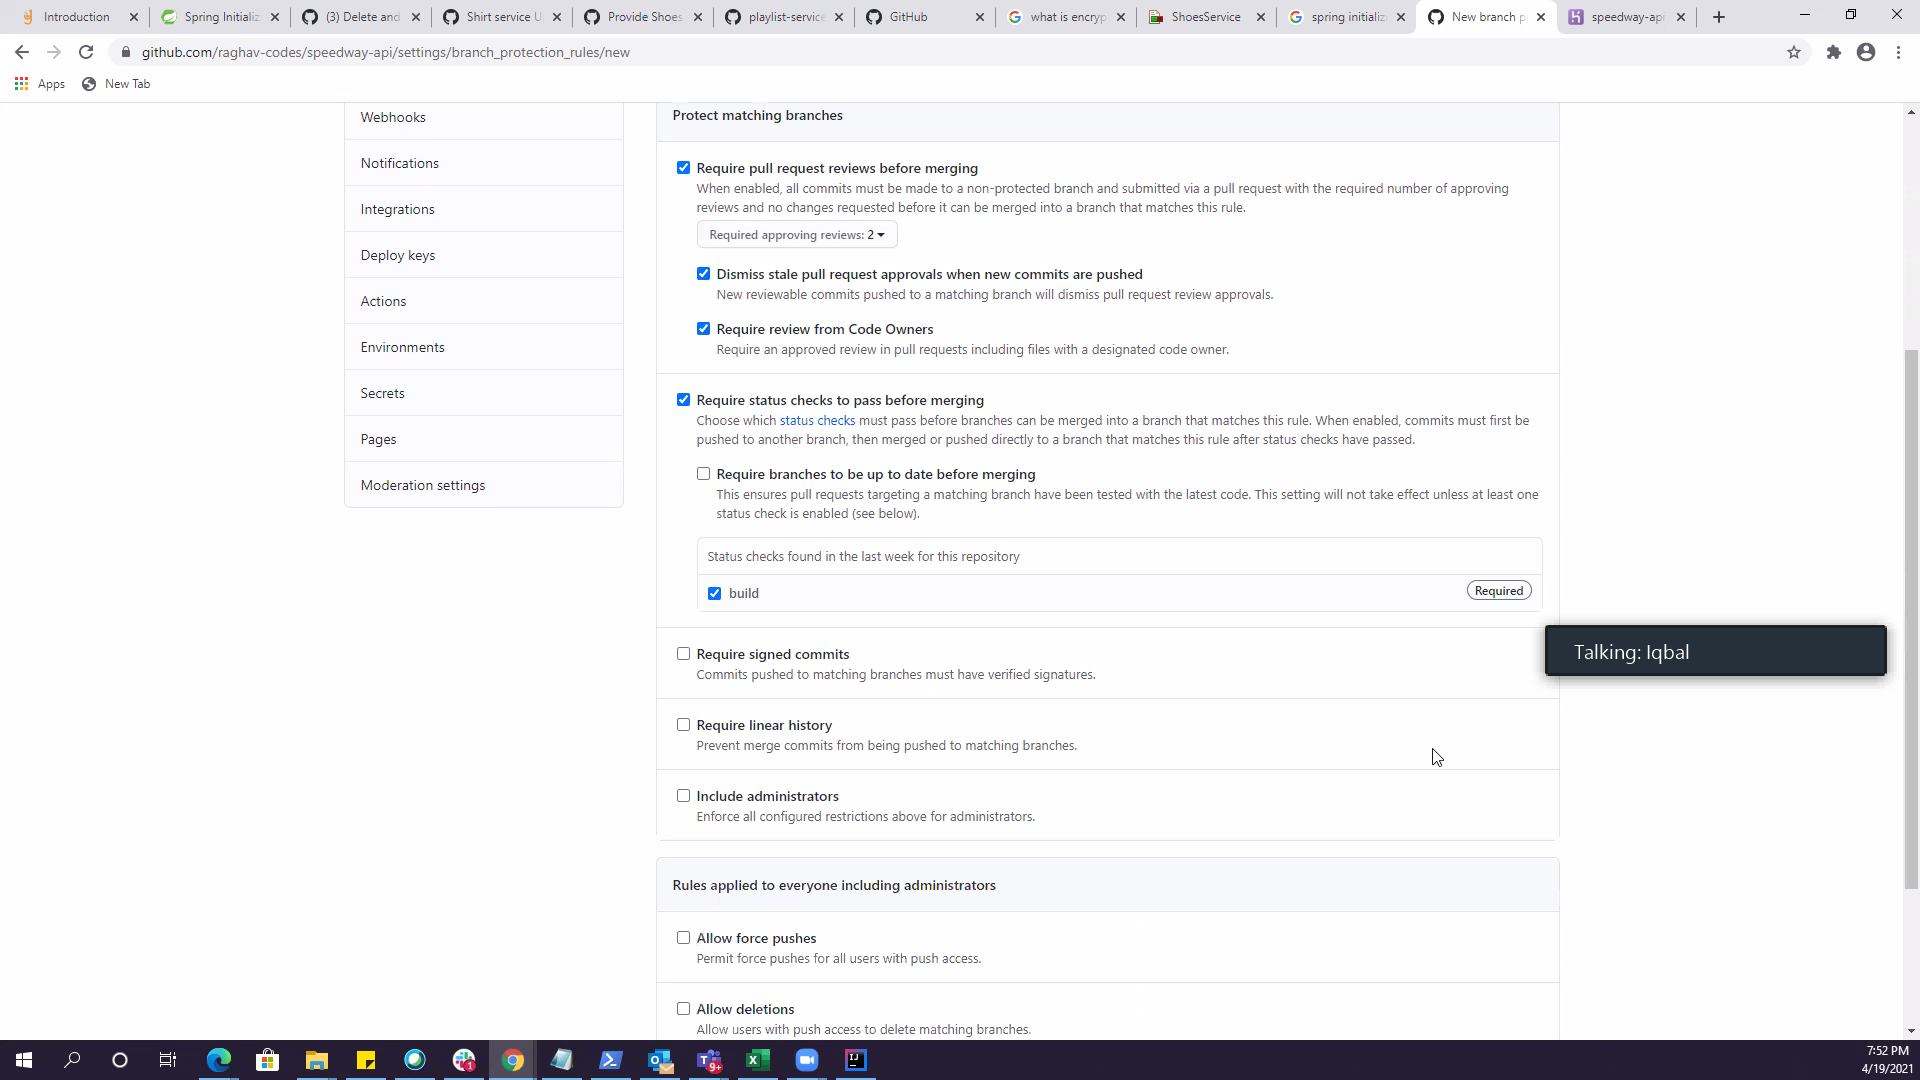 Introduction
Spring Initializ
(3) Delete and
Shirt service U
Provide Shoes
playlist-service
GitHub
what is encryp
ShoesService
spring initializ
New branch p
speedway-api
github.com/raghav-codes/speedway-api/settings/branch_protection_rules/new
Apps
New Tab
Webhooks
Notifications
Integrations
Deploy keys
Actions
Environments
Secrets
Pages
Moderation settings
Protect matching branches
Require pull request reviews before merging
When enabled, all commits must be made to a non-protected branch and submitted via a pull request with the required number of approving
reviews and no changes requested before it can be merged into a branch that matches this rule.
Required approving reviews: 2
Dismiss stale pull request approvals when new commits are pushed
New reviewable commits pushed to a matching branch will dismiss pull request review approvals.
Require review from Code Owners
Require an approved review in pull requests including files with a designated code owner.
Require status checks to pass before merging
Choose which status checks must pass before branches can be merged into a branch that matches this rule. When enabled, commits must first be
pushed to another branch, then merged or pushed directly to a branch that matches this rule after status checks have passed.
Require branches to be up to date before merging
This ensures pull requests targeting a matching branch have been tested with the latest code. This setting will not take effect unless at least one
status check is enabled (see below).
Status checks found in the last week for this repository
build
Required
Require signed commits
Commits pushed to matching branches must have verified signatures.
Talking: Iqbal
Require linear history
Prevent merge commits from being pushed to matching branches.
Include administrators
Enforce all configured restrictions above for administrators.
Rules applied to everyone including administrators
Allow force pushes
Permit force pushes for all users with push access.
Allow deletions
Allow users with push access to delete matching branches.
7:52 PM
4/19/2021